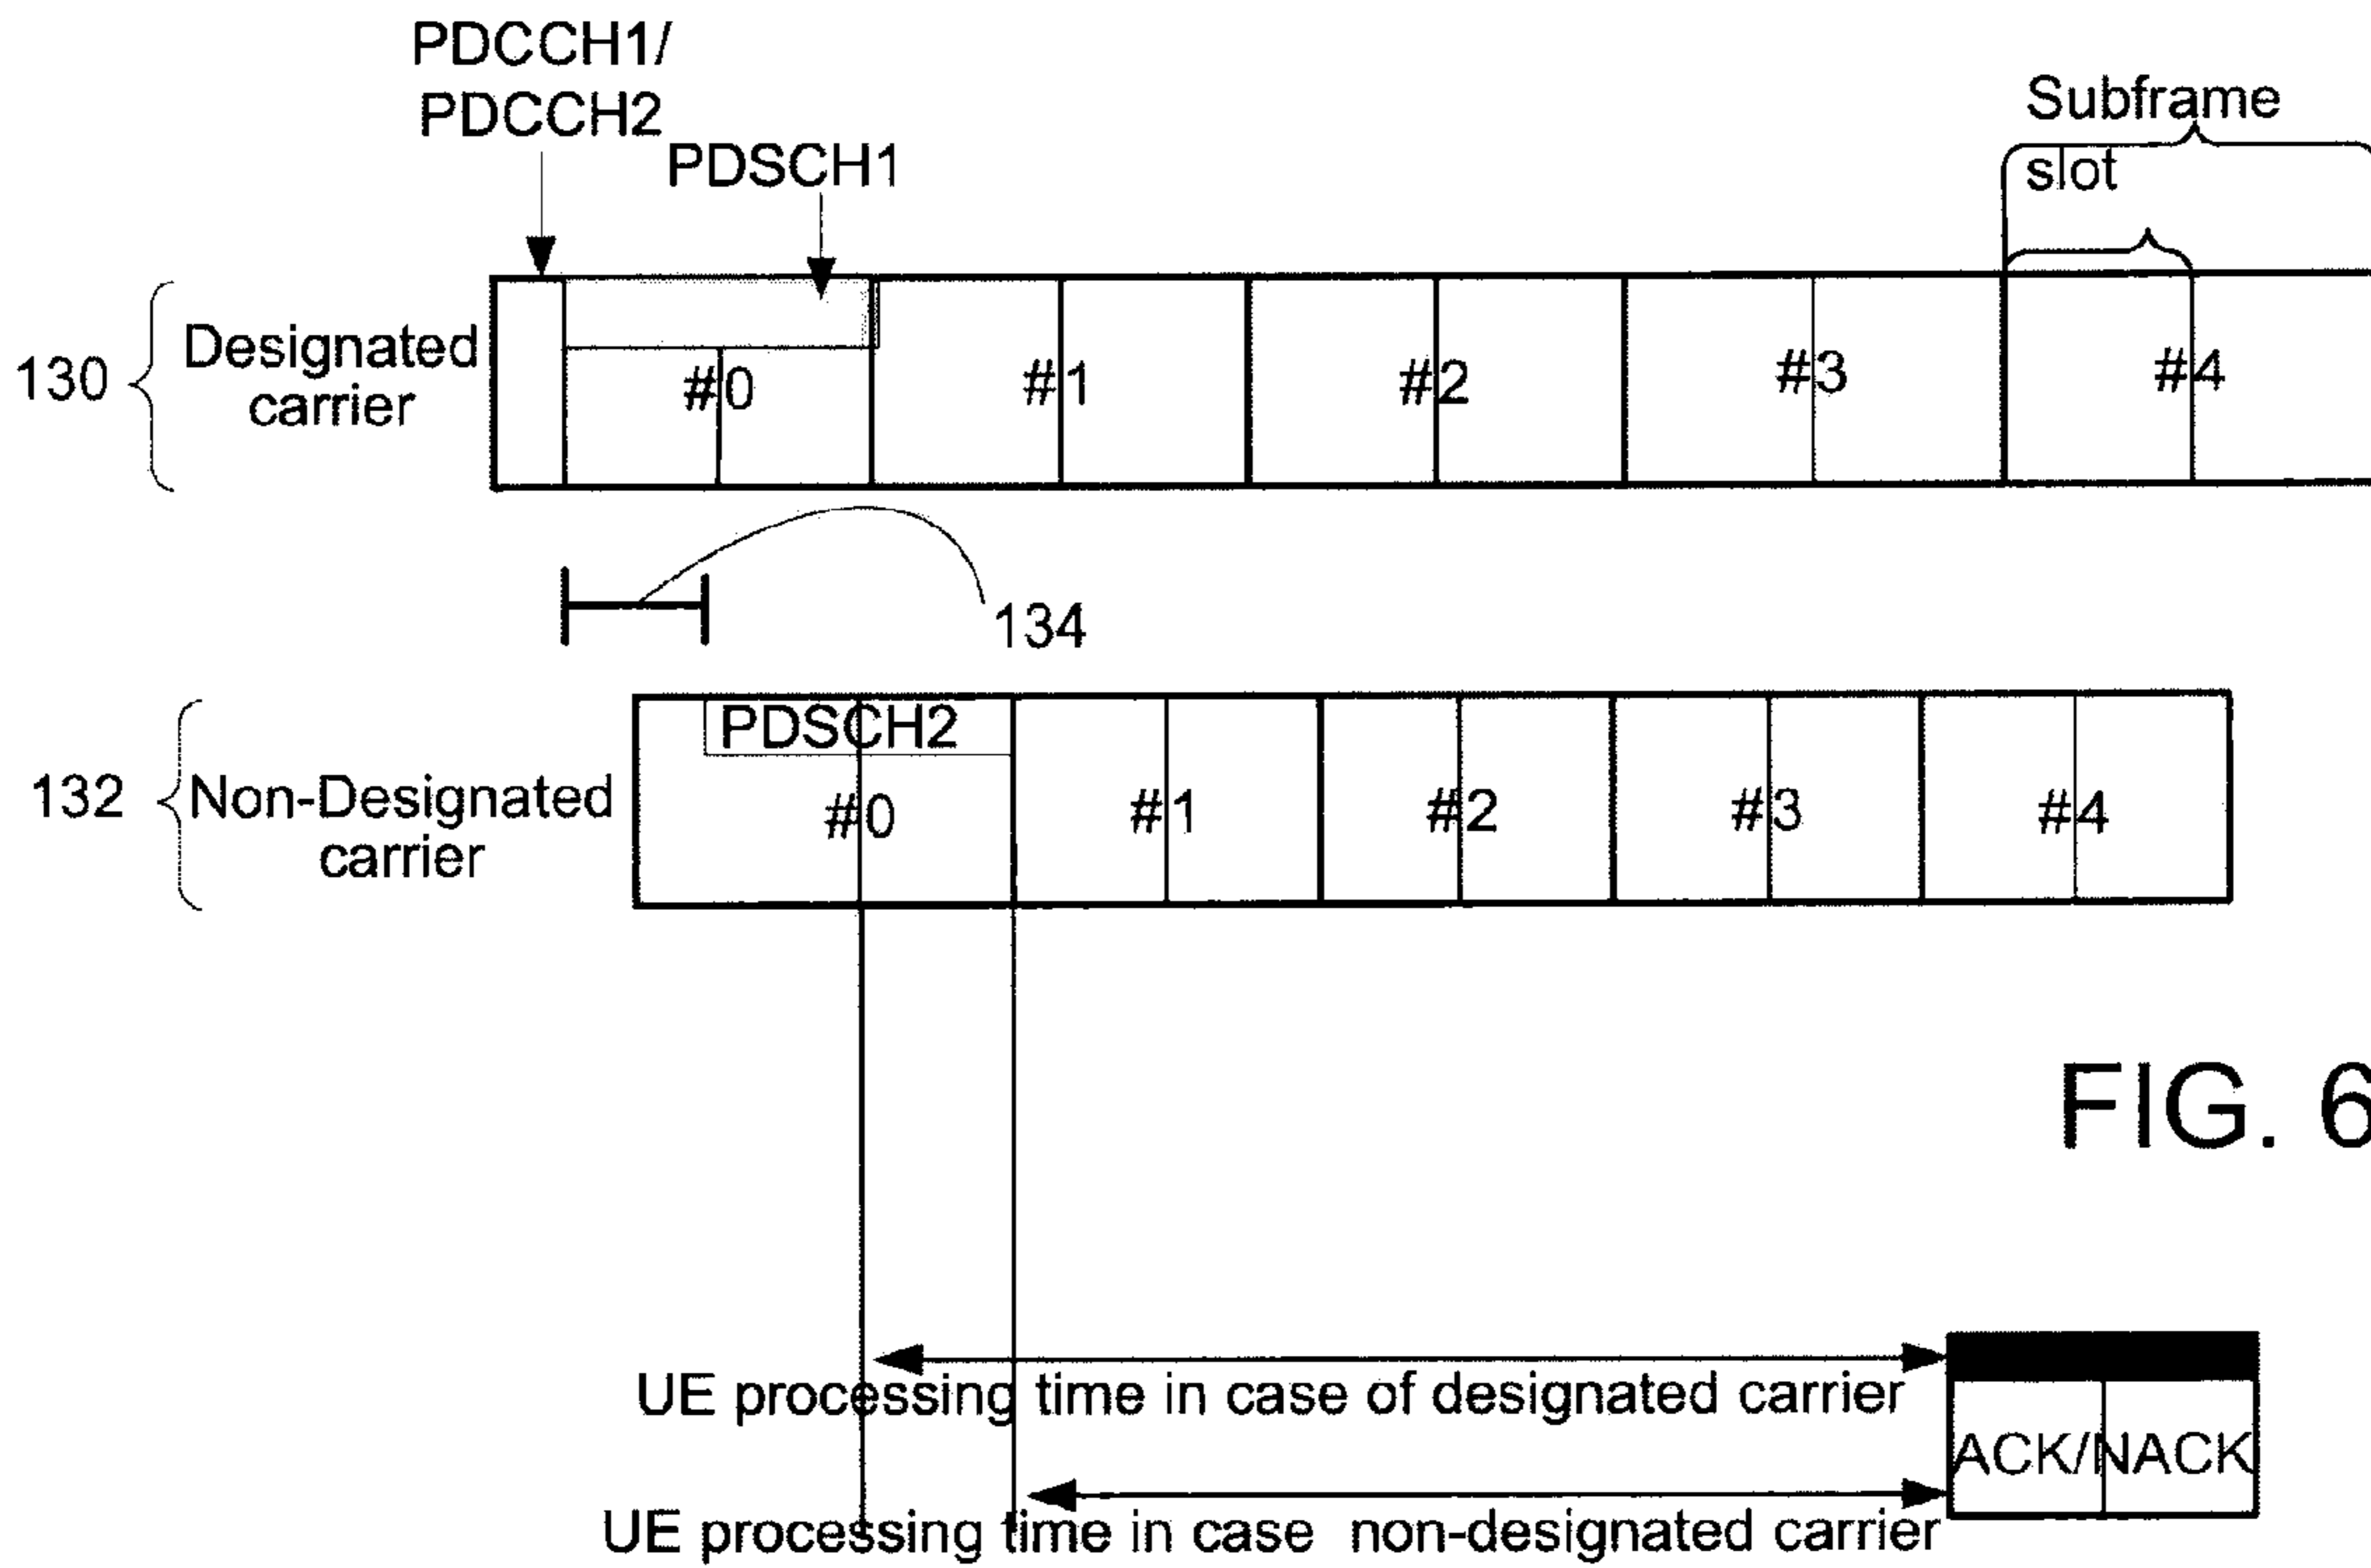 PDCCH1/
PDCCH2
PDSCH1
Subframe
slot
130
Designated
carrier
#0
#1
#2
#3
#4
134
132
Non-Designated
carrier
PDSCH2
#0
#1
#2
#3
#4
FIG. 6
UE processing time in case of designated carrier
ACK/NACK
UE processing time in case non-designated carrier